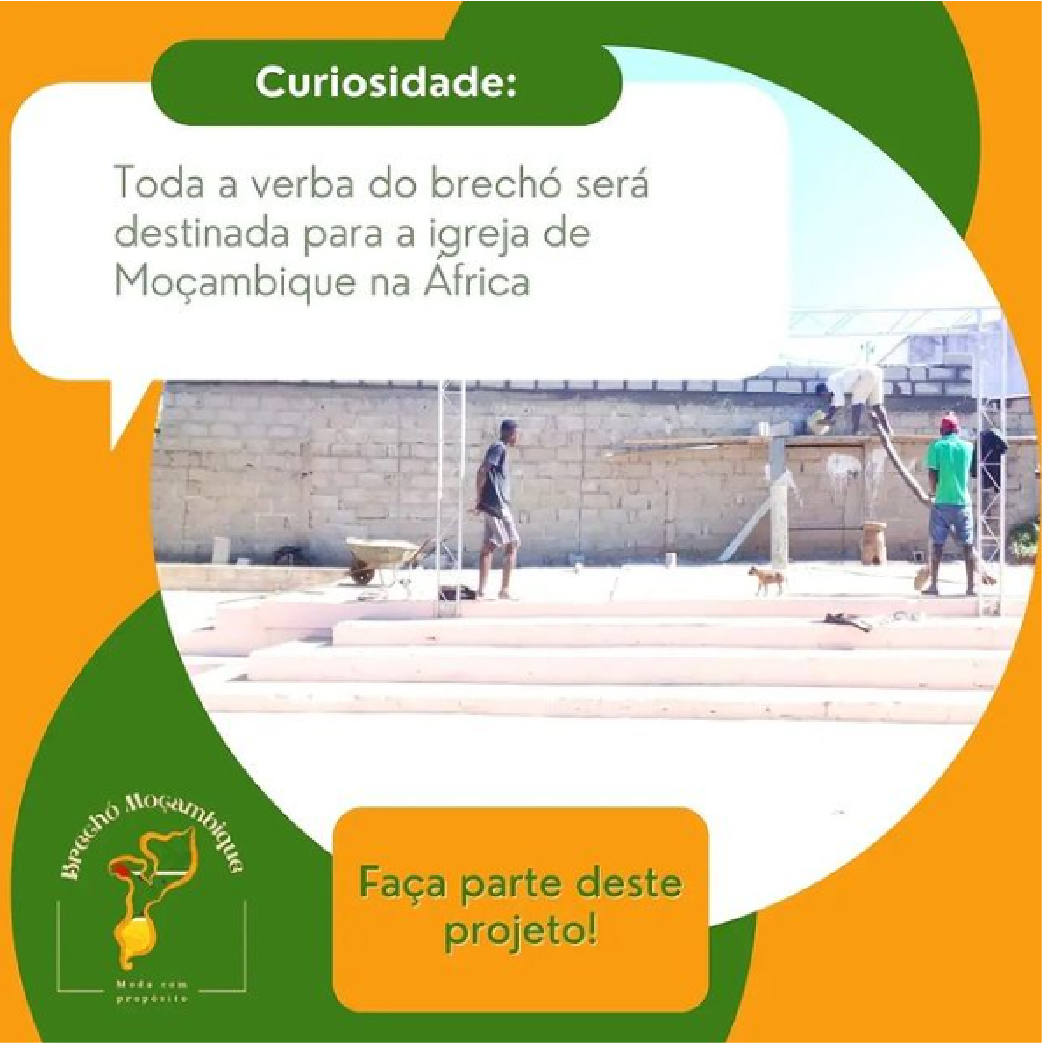 Curiosidade:
Toda a verba do brechó será
destinada para a igreja de
Moçambique na África
Brechó Moçambique
Moda com
propósito
Faça parte deste
projeto!